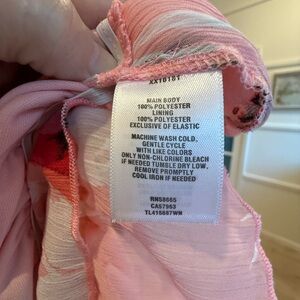 XX10181
MAIN BODY
100% POLYESTER
LINING
100% POLYESTER
EXCLUSIVE OF ELASTIC
MACHINE WASH COLD.
GENTLE CYCLE
WITH LIKE COLORS
ONLY NON-CHLORINE BLEACH
IF NEEDED TUMBLE DRY LOW.
REMOVE PROMPTLY
COOL IRON IF NEEDED
RN58665
CA57953
TL415687WN